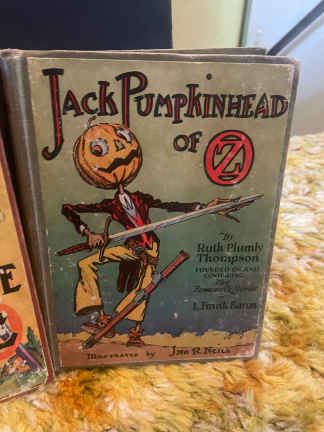 JACK PUMPKINHEAD
OF OZ
By
Ruth Plumly
Thompson
FOUNDED ON AND
CONTINUING
The
Famous Oz Stories
by
L. Frank Baum
ILLUSTRATED by JNO R. NEILL
E